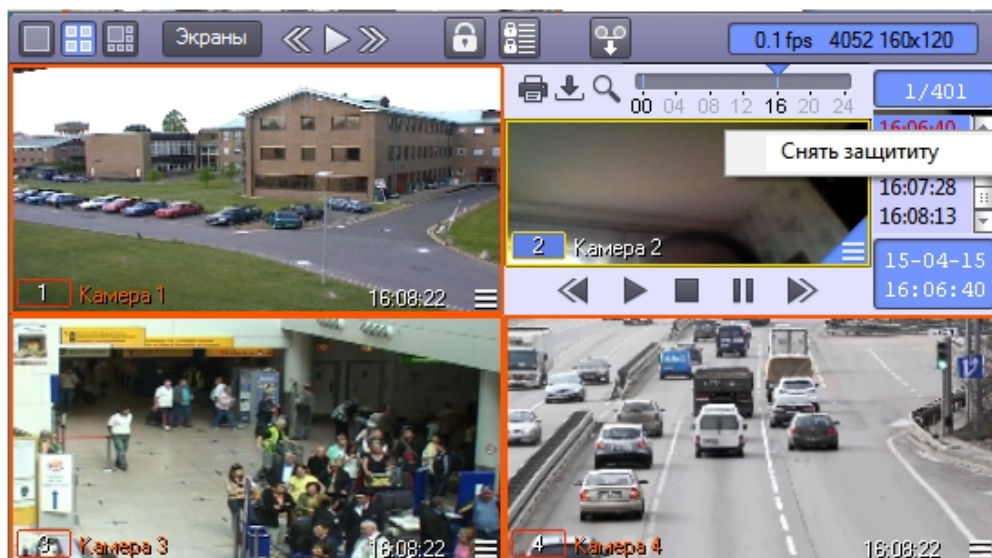 Экраны
0.1 fps 4052 160x120
00 04 08 12 16 20 24
1/401
16:06:40
Снять защититу
16:07:28
16:08:13
2 Камера 2
15-04-15
16:06:40
1 Камера 1 16:08:22
3 Камера 3 16:08:22
4 Камера 4 16:08:22